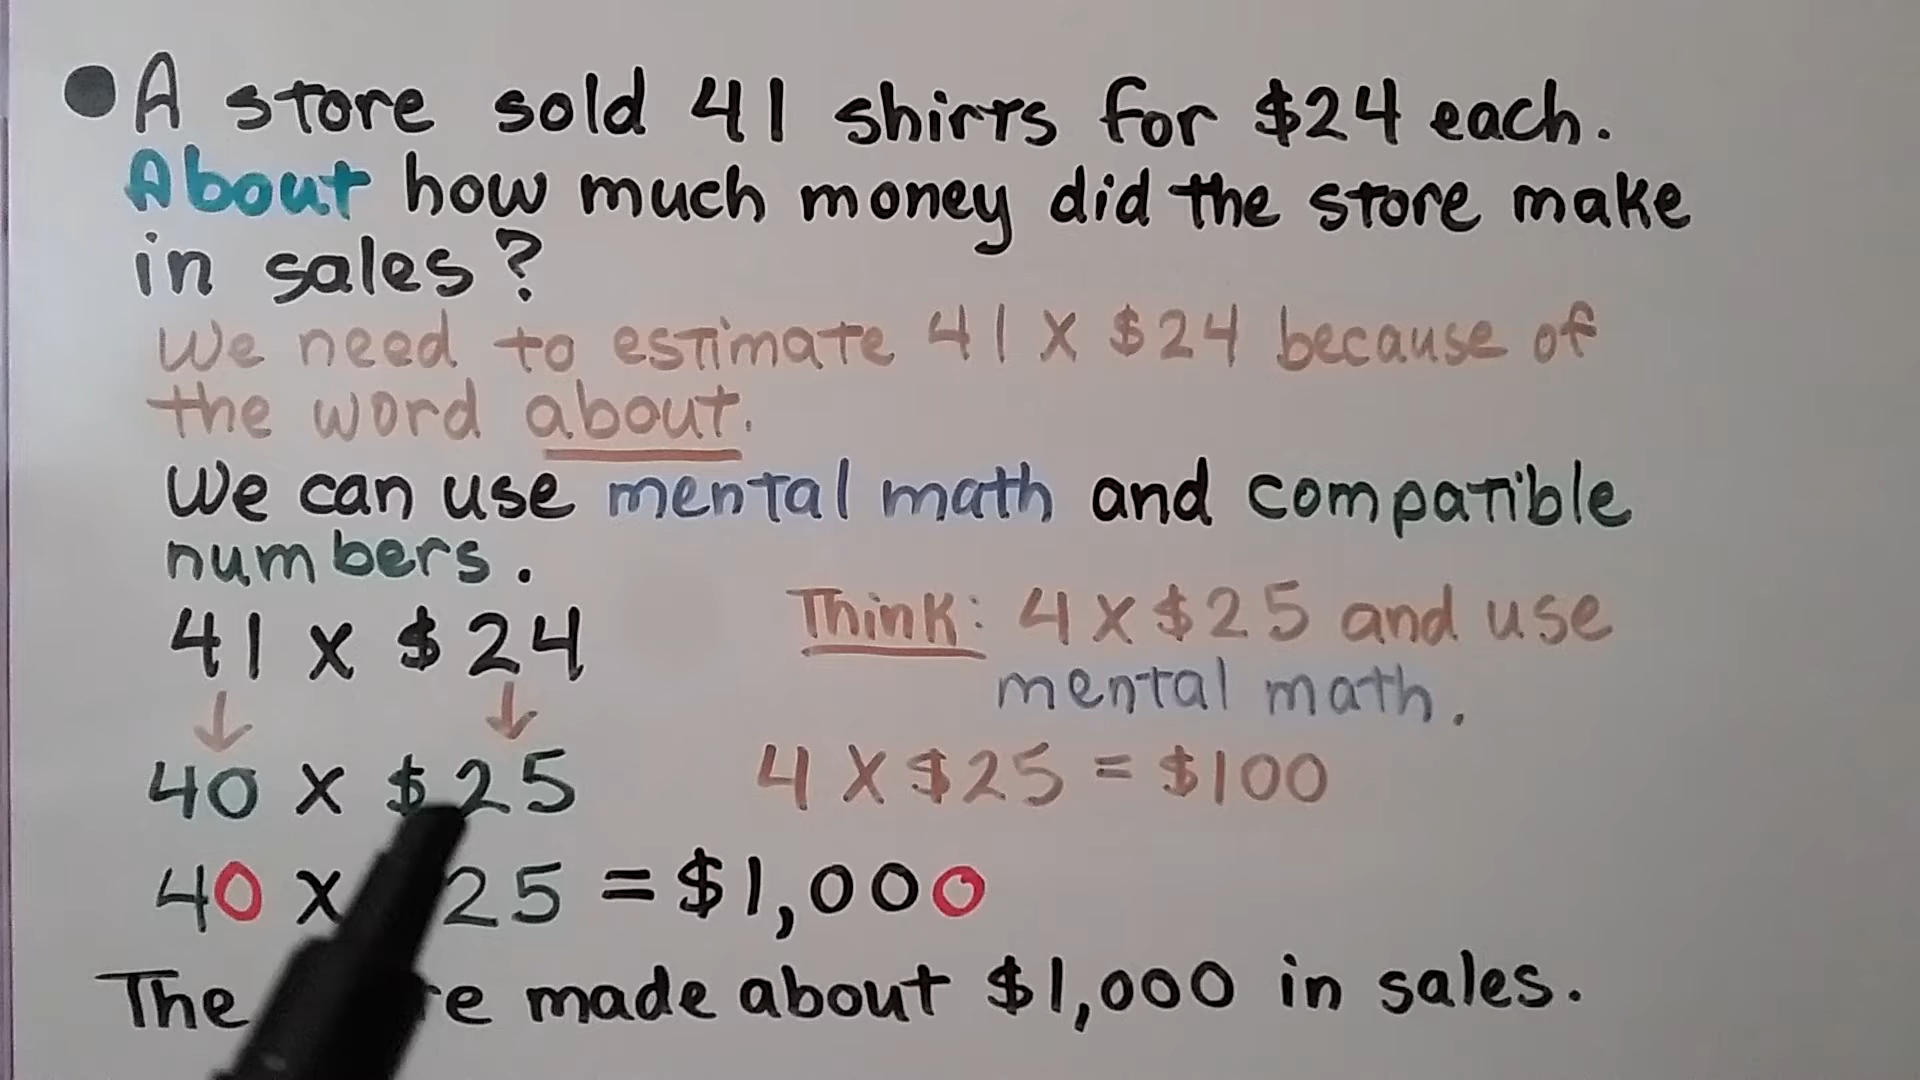 A store sold 41 shirts for $24 each.
About how much money did the store make
in sales?
We need to estimate 41 x $24 because of
the word about.
We can use mental math and compatible
numbers.
41 x $24
Think: 4 x $25 and use
mental math.
40 x $25
4 x $25 = $100
40 x 25 = $1,000
The made about $1,000 in sales.